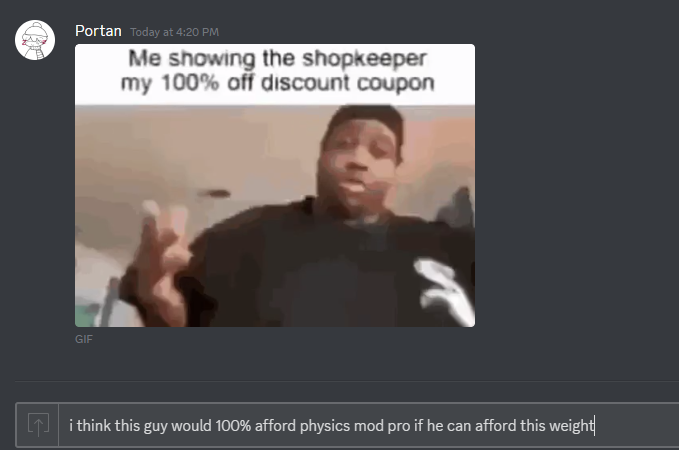 Portan Today at 4:20 PM
Me showing the shopkeeper
my 100% off discount coupon
GIF
i think this guy would 100% afford physics mod pro if he can afford this weight